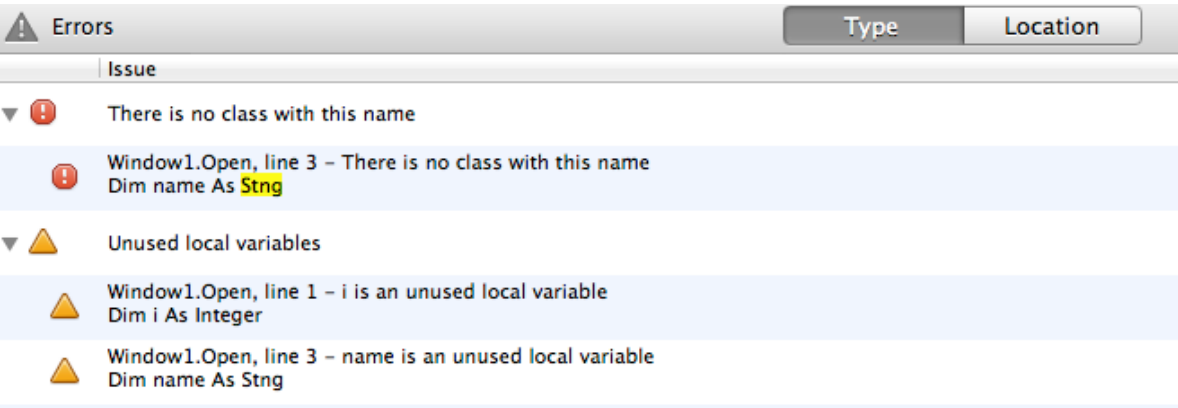 Errors
Type
Location
Issue
There is no class with this name
Window1.Open, line 3 – There is no class with this name
Dim name As Stng
Unused local variables
Window1.Open, line 1 – i is an unused local variable
Dim i As Integer
Window1.Open, line 3 – name is an unused local variable
Dim name As Stng